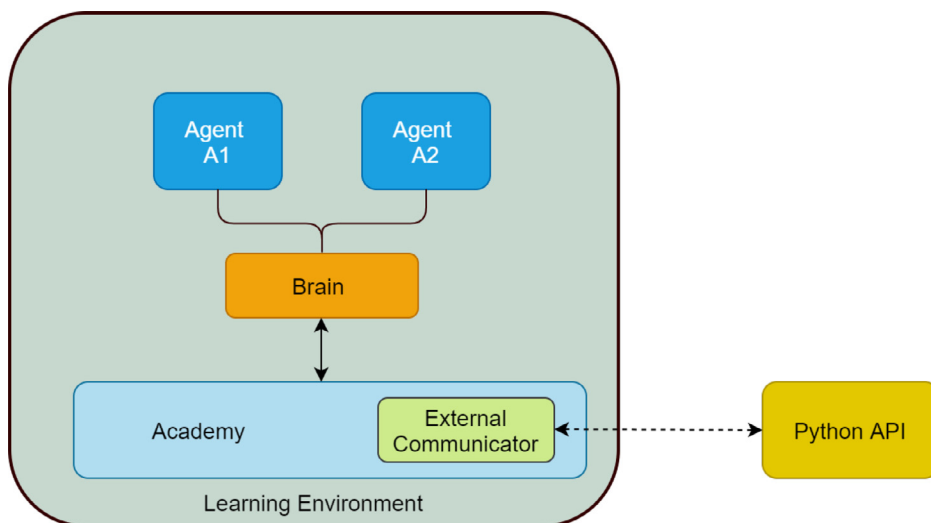 Agent
A1
Agent
A2
Brain
Academy
External
Communicator
Python API
Learning Environment